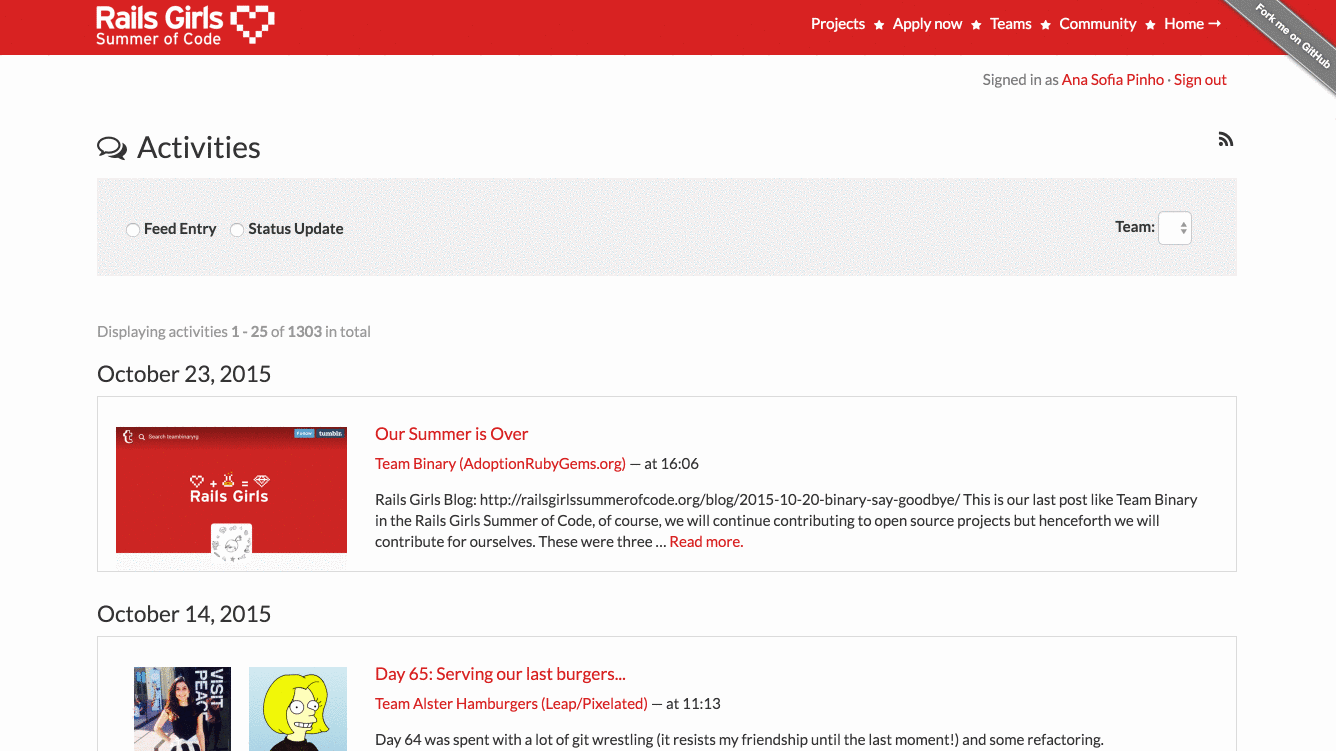 Rails Girls
Summer of Code
Projects ★ Apply now ★ Teams ★ Community ★ Home →
Fork me on GitHub
Signed in as Ana Sofia Pinho · Sign out
Activities
Feed Entry Status Update
Team:
Displaying activities 1 - 25 of 1303 in total
October 23, 2015
Search teambinaryrg
Follow tumblr
+ =
Rails Girls
Our Summer is Over
Team Binary (AdoptionRubyGems.org) — at 16:06
Rails Girls Blog: http://railsgirlssummerofcode.org/blog/2015-10-20-binary-say-goodbye/ This is our last post like Team Binary
in the Rails Girls Summer of Code, of course, we will continue contributing to open source projects but henceforth we will
contribute for ourselves. These were three ... Read more.
October 14, 2015
VISIT
PEACE
Day 65: Serving our last burgers...
Team Alster Hamburgers (Leap/Pixelated) — at 11:13
Day 64 was spent with a lot of git wrestling (it resists my friendship until the last moment!) and some refactoring.